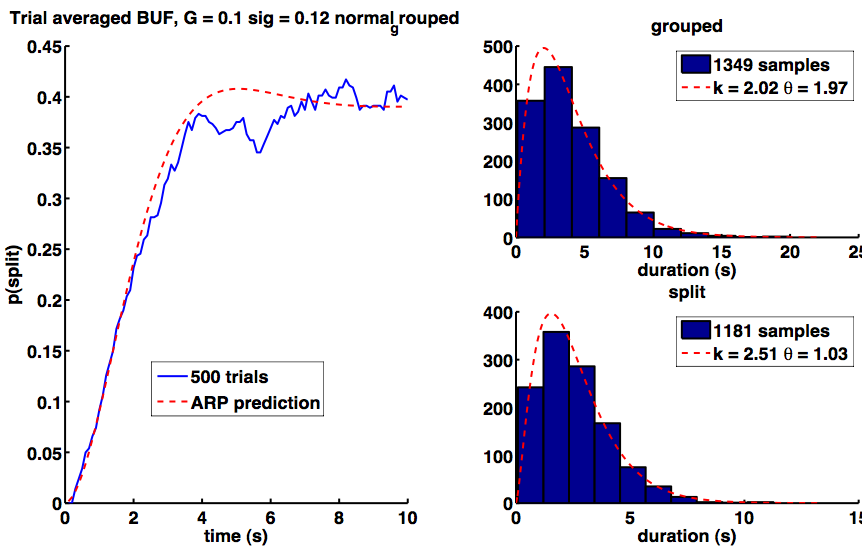 Trial averaged BUF, G = 0.1 sig = 0.12 normal_grouped
0.45
0.4
0.35
0.3
0.25
0.2
0.15
0.1
0.05
0
p(split)
500 trials
ARP prediction
0 2 4 6 8 10
time (s)
grouped
500
400
300
200
100
0
1349 samples
k = 2.02 θ = 1.97
0 5 10 15 20 25
duration (s)
split
400
300
200
100
0
1181 samples
k = 2.51 θ = 1.03
0 5 10 15
duration (s)